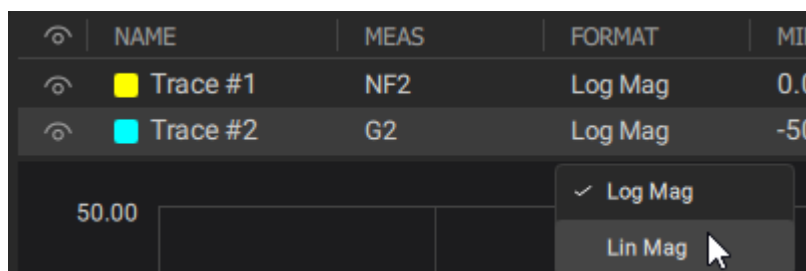 NAME MEAS FORMAT
Trace #1 NF2 Log Mag
Trace #2 G2 Log Mag
Log Mag
50.00
Lin Mag